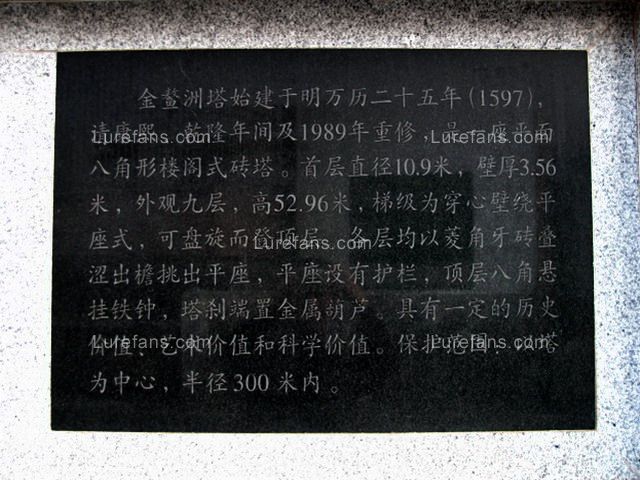 金鳌洲塔始建于明万历二十五年(1597),
清康熙、乾隆年间及1989年重修,是一座平面
八角形楼阁式砖塔。首层直径10.9米,壁厚3.56
米,外观九层,高52.96米,梯级为穿心壁绕平
座式,可盘旋而登顶层。各层均以菱角牙砖叠
涩出檐挑出平座,平座设有护栏,顶层八角悬
挂铁钟,塔刹端置金属葫芦。具有一定的历史
价值、艺术价值和科学价值。保护范围:以塔
为中心,半径300米内。
Lurefans.com
Lurefans.com
Lurefans.com
Lurefans.com
Lurefans.com